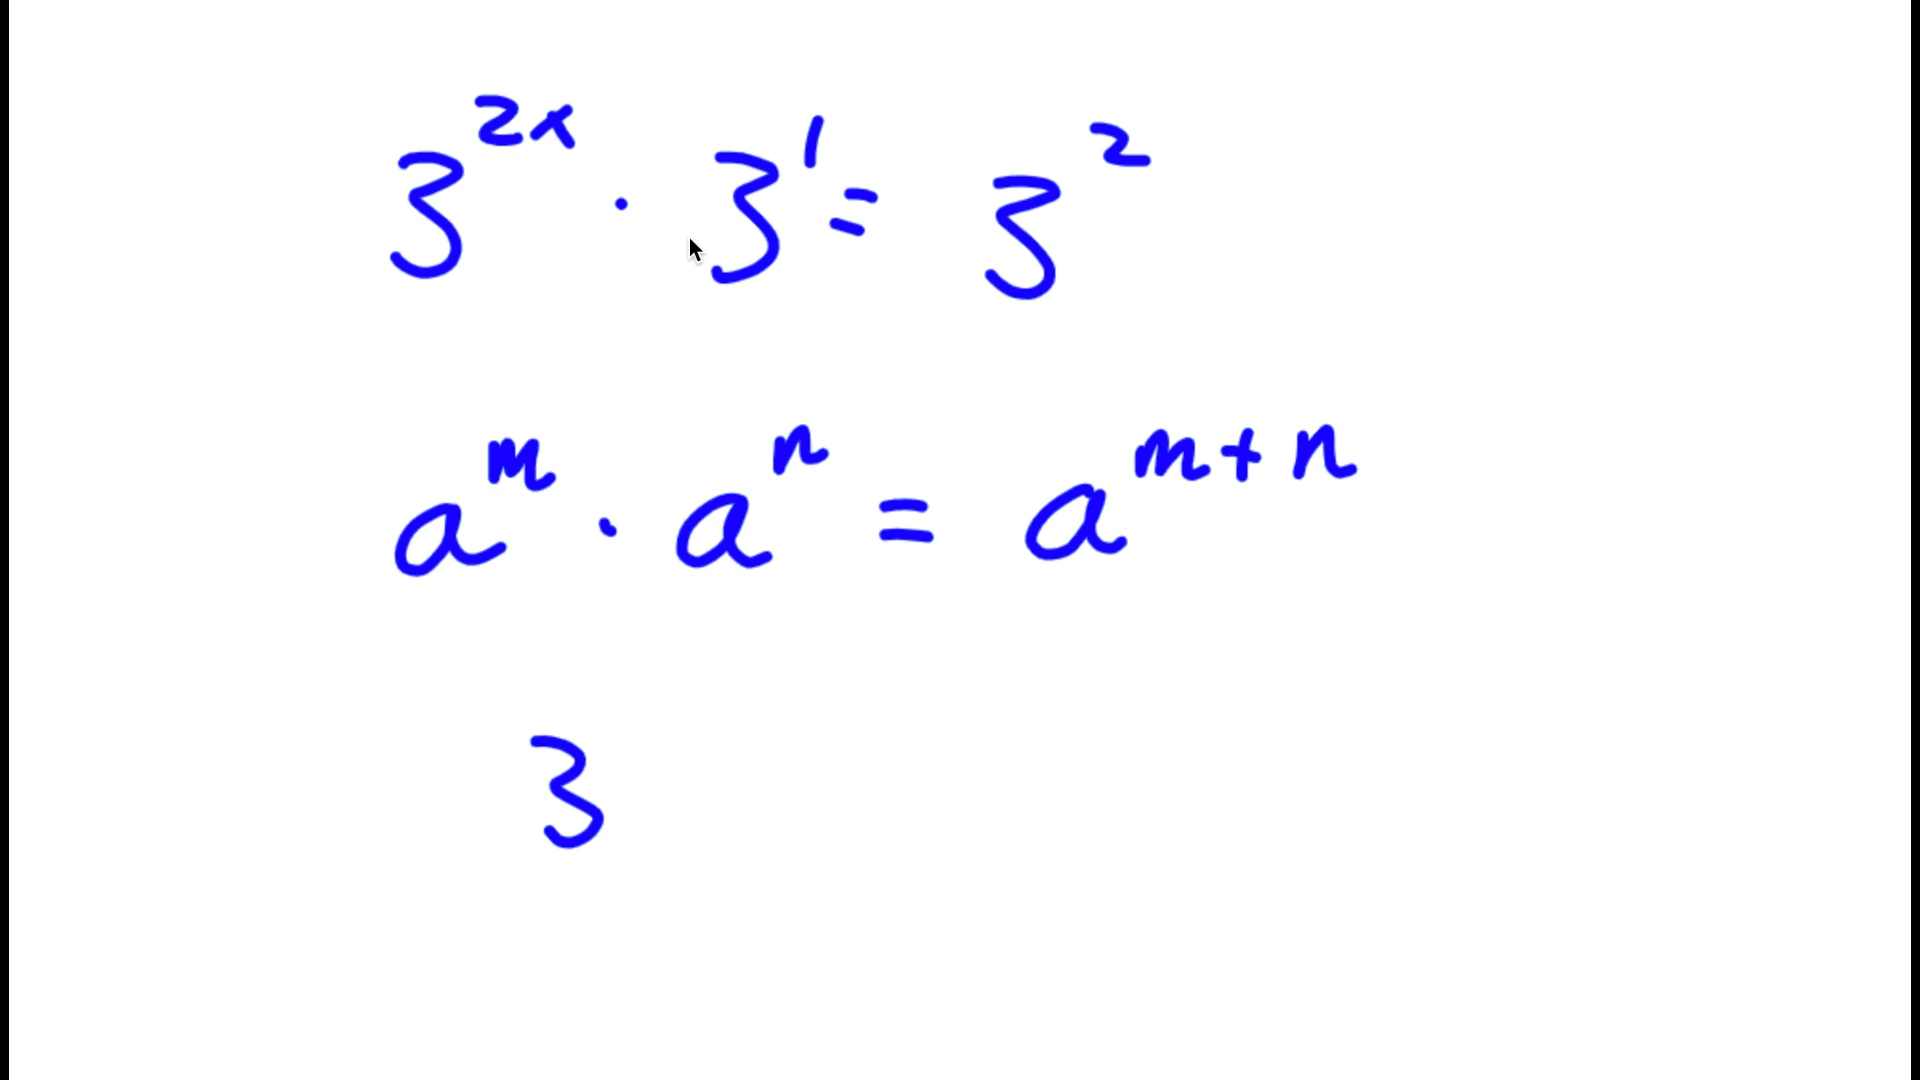 3^{2x} · 3^1 = 3^2
a^m · a^n = a^{m+n}
3